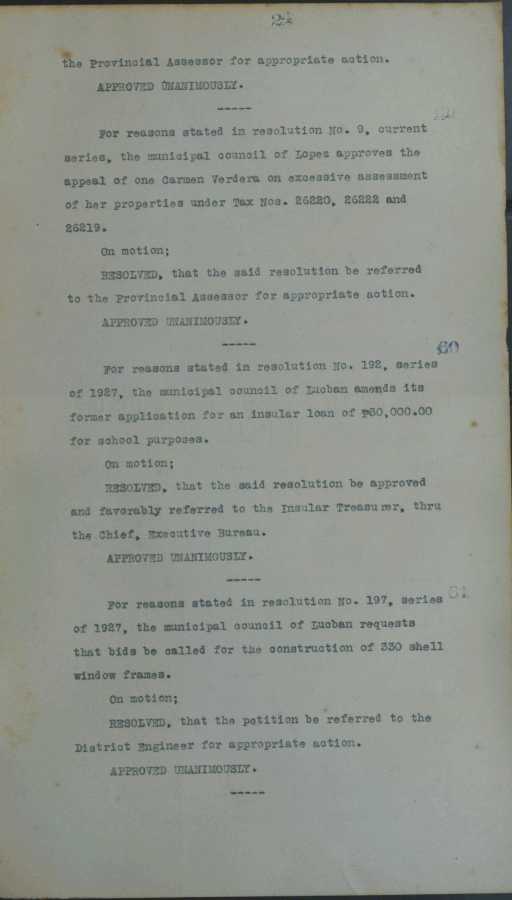 the Provincial Assessor for appropriate action.
APPROVED UNANIMOUSLY.
-----
For reasons stated in resolution No. 9, current
series, the municipal council of Lopez approves the
appeal of one Carmen Verdera on excessive assessment
of her properties under Tax Nos. 26220, 26222 and
26219.
On motion;
RESOLVED, that the said resolution be referred
to the Provincial Assessor for appropriate action.
APPROVED UNANIMOUSLY.
-----
60
For reasons stated in resolution No. 192, series
of 1927, the municipal council of Lucban amends its
former application for an insular loan of ₱60,000.00
for school purposes.
On motion;
RESOLVED, that the said resolution be approved
and favorably referred to the Insular Treasurer, thru
the Chief, Executive Bureau.
APPROVED UNANIMOUSLY.
-----
61
For reasons stated in resolution No. 197, series
of 1927, the municipal council of Lucban requests
that bids be called for the construction of 330 shell
window frames.
On motion;
RESOLVED, that the petition be referred to the
District Engineer for appropriate action.
APPROVED UNANIMOUSLY.
-----